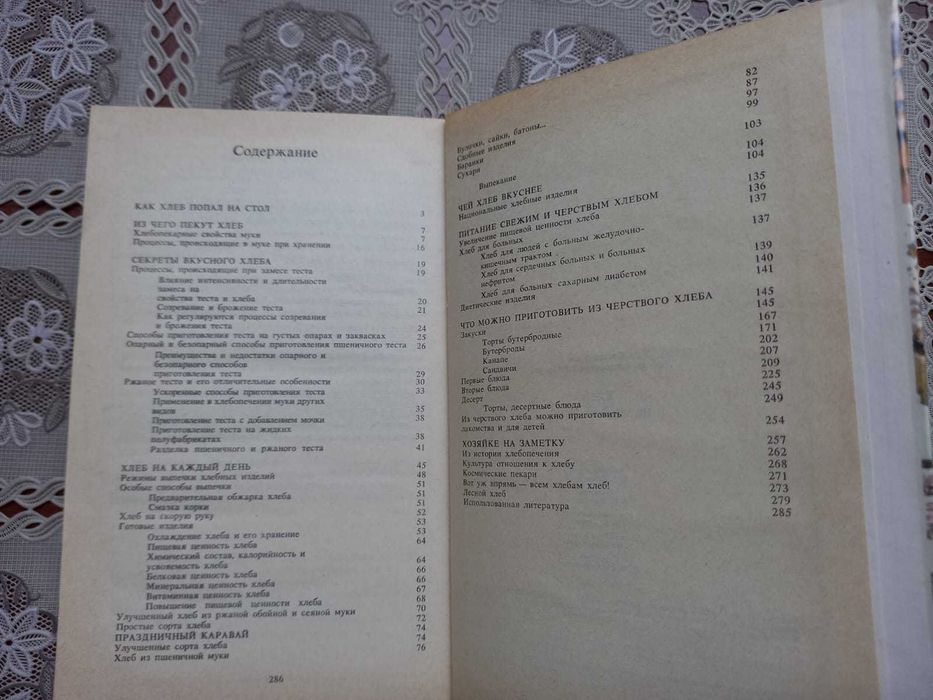 Содержание
КАК ХЛЕБ ПОПАЛ НА СТОЛ 3
ИЗ ЧЕГО ПЕКУТ ХЛЕБ 7
Хлебопекарные свойства муки 7
Процессы, происходящие в муке при хранении 16
СЕКРЕТЫ ВКУСНОГО ХЛЕБА 19
Процессы, происходящие при замесе теста 19
Влияние интенсивности и длительности
замеса на
свойства теста и хлеба 20
Созревание и брожение теста 21
Как регулируются процессы созревания
и брожения теста 24
Способы приготовления теста на густых опарах и заквасках 25
Опарный и безопарный способы приготовления пшеничного теста 26
Преимущества и недостатки опарного и
безопарного способов
приготовления теста 29
Ржаное тесто и его отличительные особенности 30
Ускоренные способы приготовления теста 33
Применение в хлебопечении муки других
видов 35
Приготовление теста с добавлением мочки 38
Приготовление теста на жидких
полуфабрикатах 38
Разделка пшеничного и ржаного теста 41
ХЛЕБ НА КАЖДЫЙ ДЕНЬ 45
Режимы выпечки хлебных изделий 48
Особые способы выпечки 51
Предварительная обжарка хлеба 51
Смазка корки 51
Хлеб на скорую руку 52
Готовые изделия 53
Охлаждение хлеба и его хранение 53
Пищевая ценность хлеба 64
Химический состав, калорийность и
усвояемость хлеба 64
Белковая ценность хлеба 66
Минеральная ценность хлеба 66
Витаминная ценность хлеба 67
Повышение пищевой ценности хлеба 68
Улучшенный хлеб из ржаной обойной и сеяной муки 70
Простые сорта хлеба 72
ПРАЗДНИЧНЫЙ КАРАВАЙ 74
Улучшенные сорта хлеба 74
Хлеб из пшеничной муки 76
286
Булочки, сайки, батоны... 82
Сдобные изделия 87
Баранки 97
Сухари 99
Выпекание 103
ЧЕЙ ХЛЕБ ВКУСНЕЕ 104
Национальные хлебные изделия 104
ПИТАНИЕ СВЕЖИМ И ЧЕРСТВЫМ ХЛЕБОМ 135
Увеличение пищевой ценности хлеба 136
Хлеб для больных 137
Хлеб для людей с больным желудочно-
кишечным трактом 137
Хлеб для сердечных больных и больных
нефритом 139
Хлеб для больных сахарным диабетом 140
Диетические изделия 141
ЧТО МОЖНО ПРИГОТОВИТЬ ИЗ ЧЕРСТВОГО ХЛЕБА 145
Закуски 145
Торты бутербродные 167
Бутерброды 171
Канапе 202
Сандвичи 207
Первые блюда 209
Вторые блюда 225
Десерт 245
Торты, десертные блюда 249
Из черствого хлеба можно приготовить
лакомства и для детей 254
ХОЗЯЙКЕ НА ЗАМЕТКУ 257
Из истории хлебопечения 262
Культура отношения к хлебу 268
Космические пекари 271
Вот уж впрямь — всем хлебам хлеб! 273
Лесной хлеб 279
Использованная литература 285